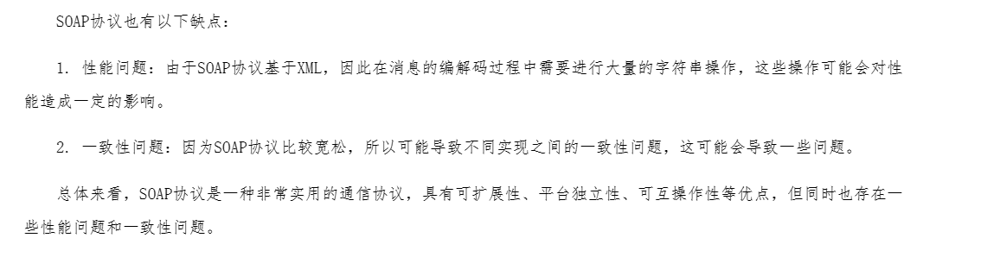 SOAP协议也有以下缺点：
1. 性能问题：由于SOAP协议基于XML，因此在消息的编解码过程中需要进行大量的字符串操作，这些操作可能会对性
能造成一定的影响。
2. 一致性问题：因为SOAP协议比较宽松，所以可能导致不同实现之间的一致性问题，这可能会导致一些问题。
总体来看，SOAP协议是一种非常实用的通信协议，具有可扩展性、平台独立性、可互操作性等优点，但同时也存在一
些性能问题和一致性问题。